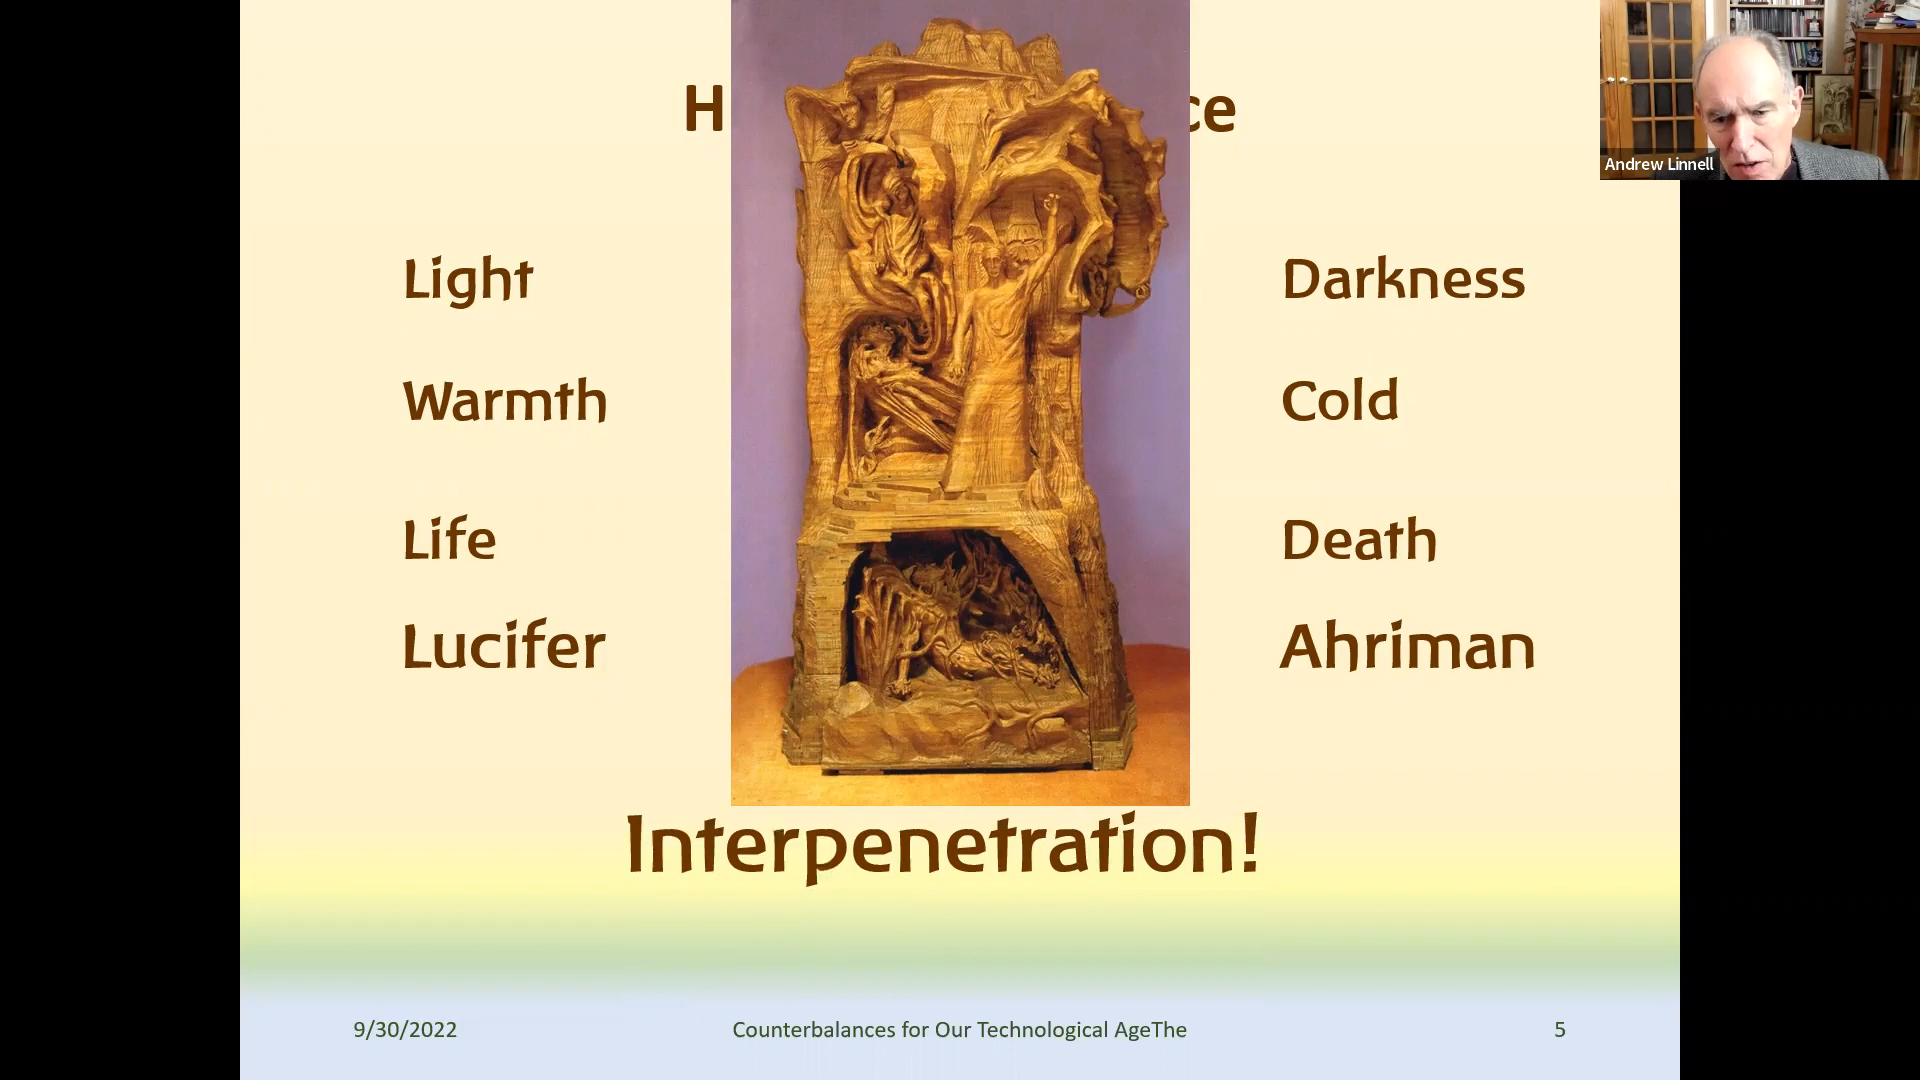 H ce
Andrew Linnell
Light
Darkness
Warmth
Cold
Life
Death
Lucifer
Ahriman
Interpenetration!
9/30/2022
Counterbalances for Our Technological AgeThe
5